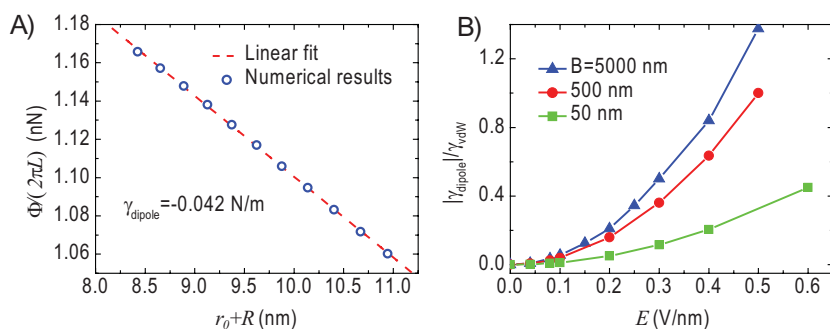 A)
1.18
1.16
1.14
1.12
1.10
1.08
1.06
Φ/(2πL) (nN)
Linear fit
Numerical results
γdipole=-0.042 N/m
8.0 8.5 9.0 9.5 10.0 10.5 11.0
r0+R (nm)
B)
1.2
0.8
0.4
0.0
|γdipole|/γvdW
B=5000 nm
500 nm
50 nm
0.0 0.1 0.2 0.3 0.4 0.5 0.6
E (V/nm)